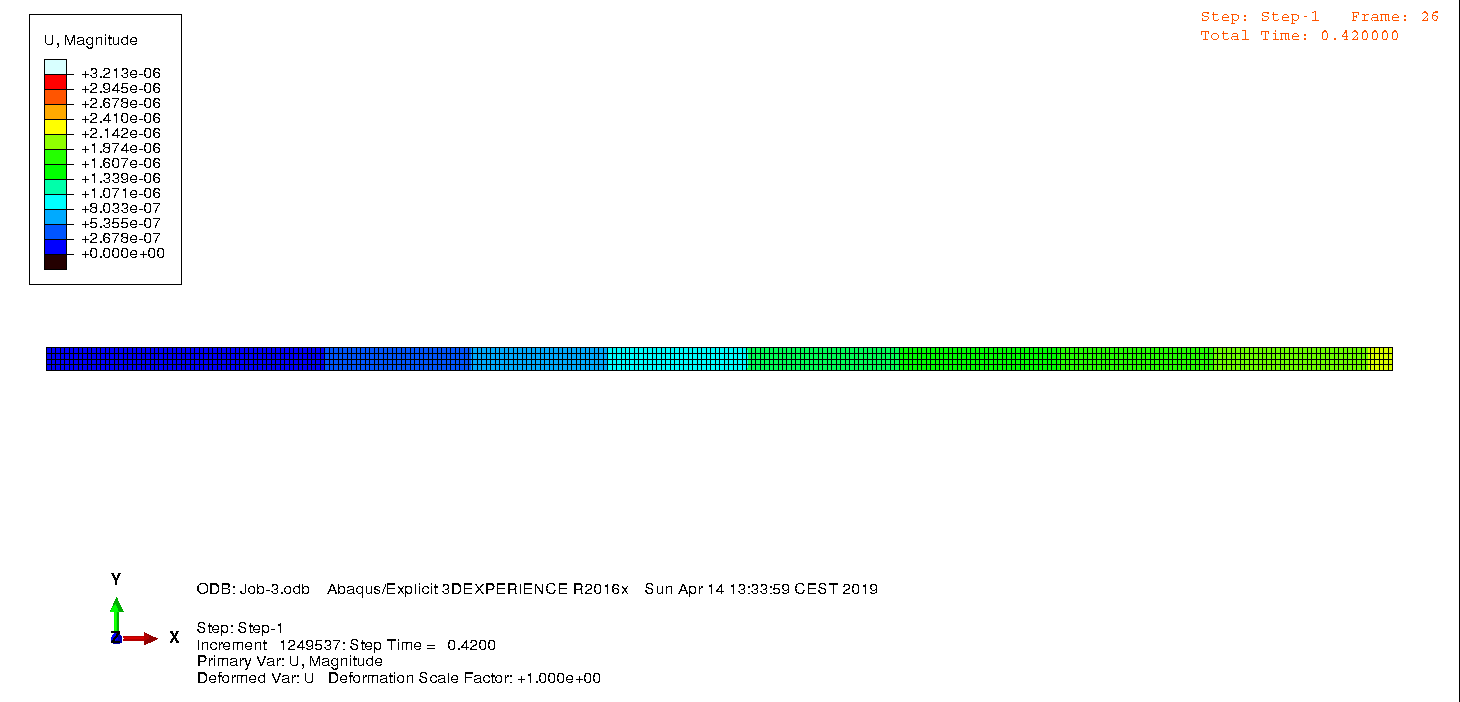 Step: Step-1   Frame: 26
Total Time: 0.420000
U, Magnitude
+3.213e-06
+2.945e-06
+2.678e-06
+2.410e-06
+2.142e-06
+1.874e-06
+1.607e-06
+1.339e-06
+1.071e-06
+8.033e-07
+5.355e-07
+2.678e-07
+0.000e+00
Y
X
ODB: Job-3.odb    Abaqus/Explicit 3DEXPERIENCE R2016x    Sun Apr 14 13:33:59 CEST 2019
Step: Step-1
Increment   1249537: Step Time =   0.4200
Primary Var: U, Magnitude
Deformed Var: U   Deformation Scale Factor: +1.000e+00